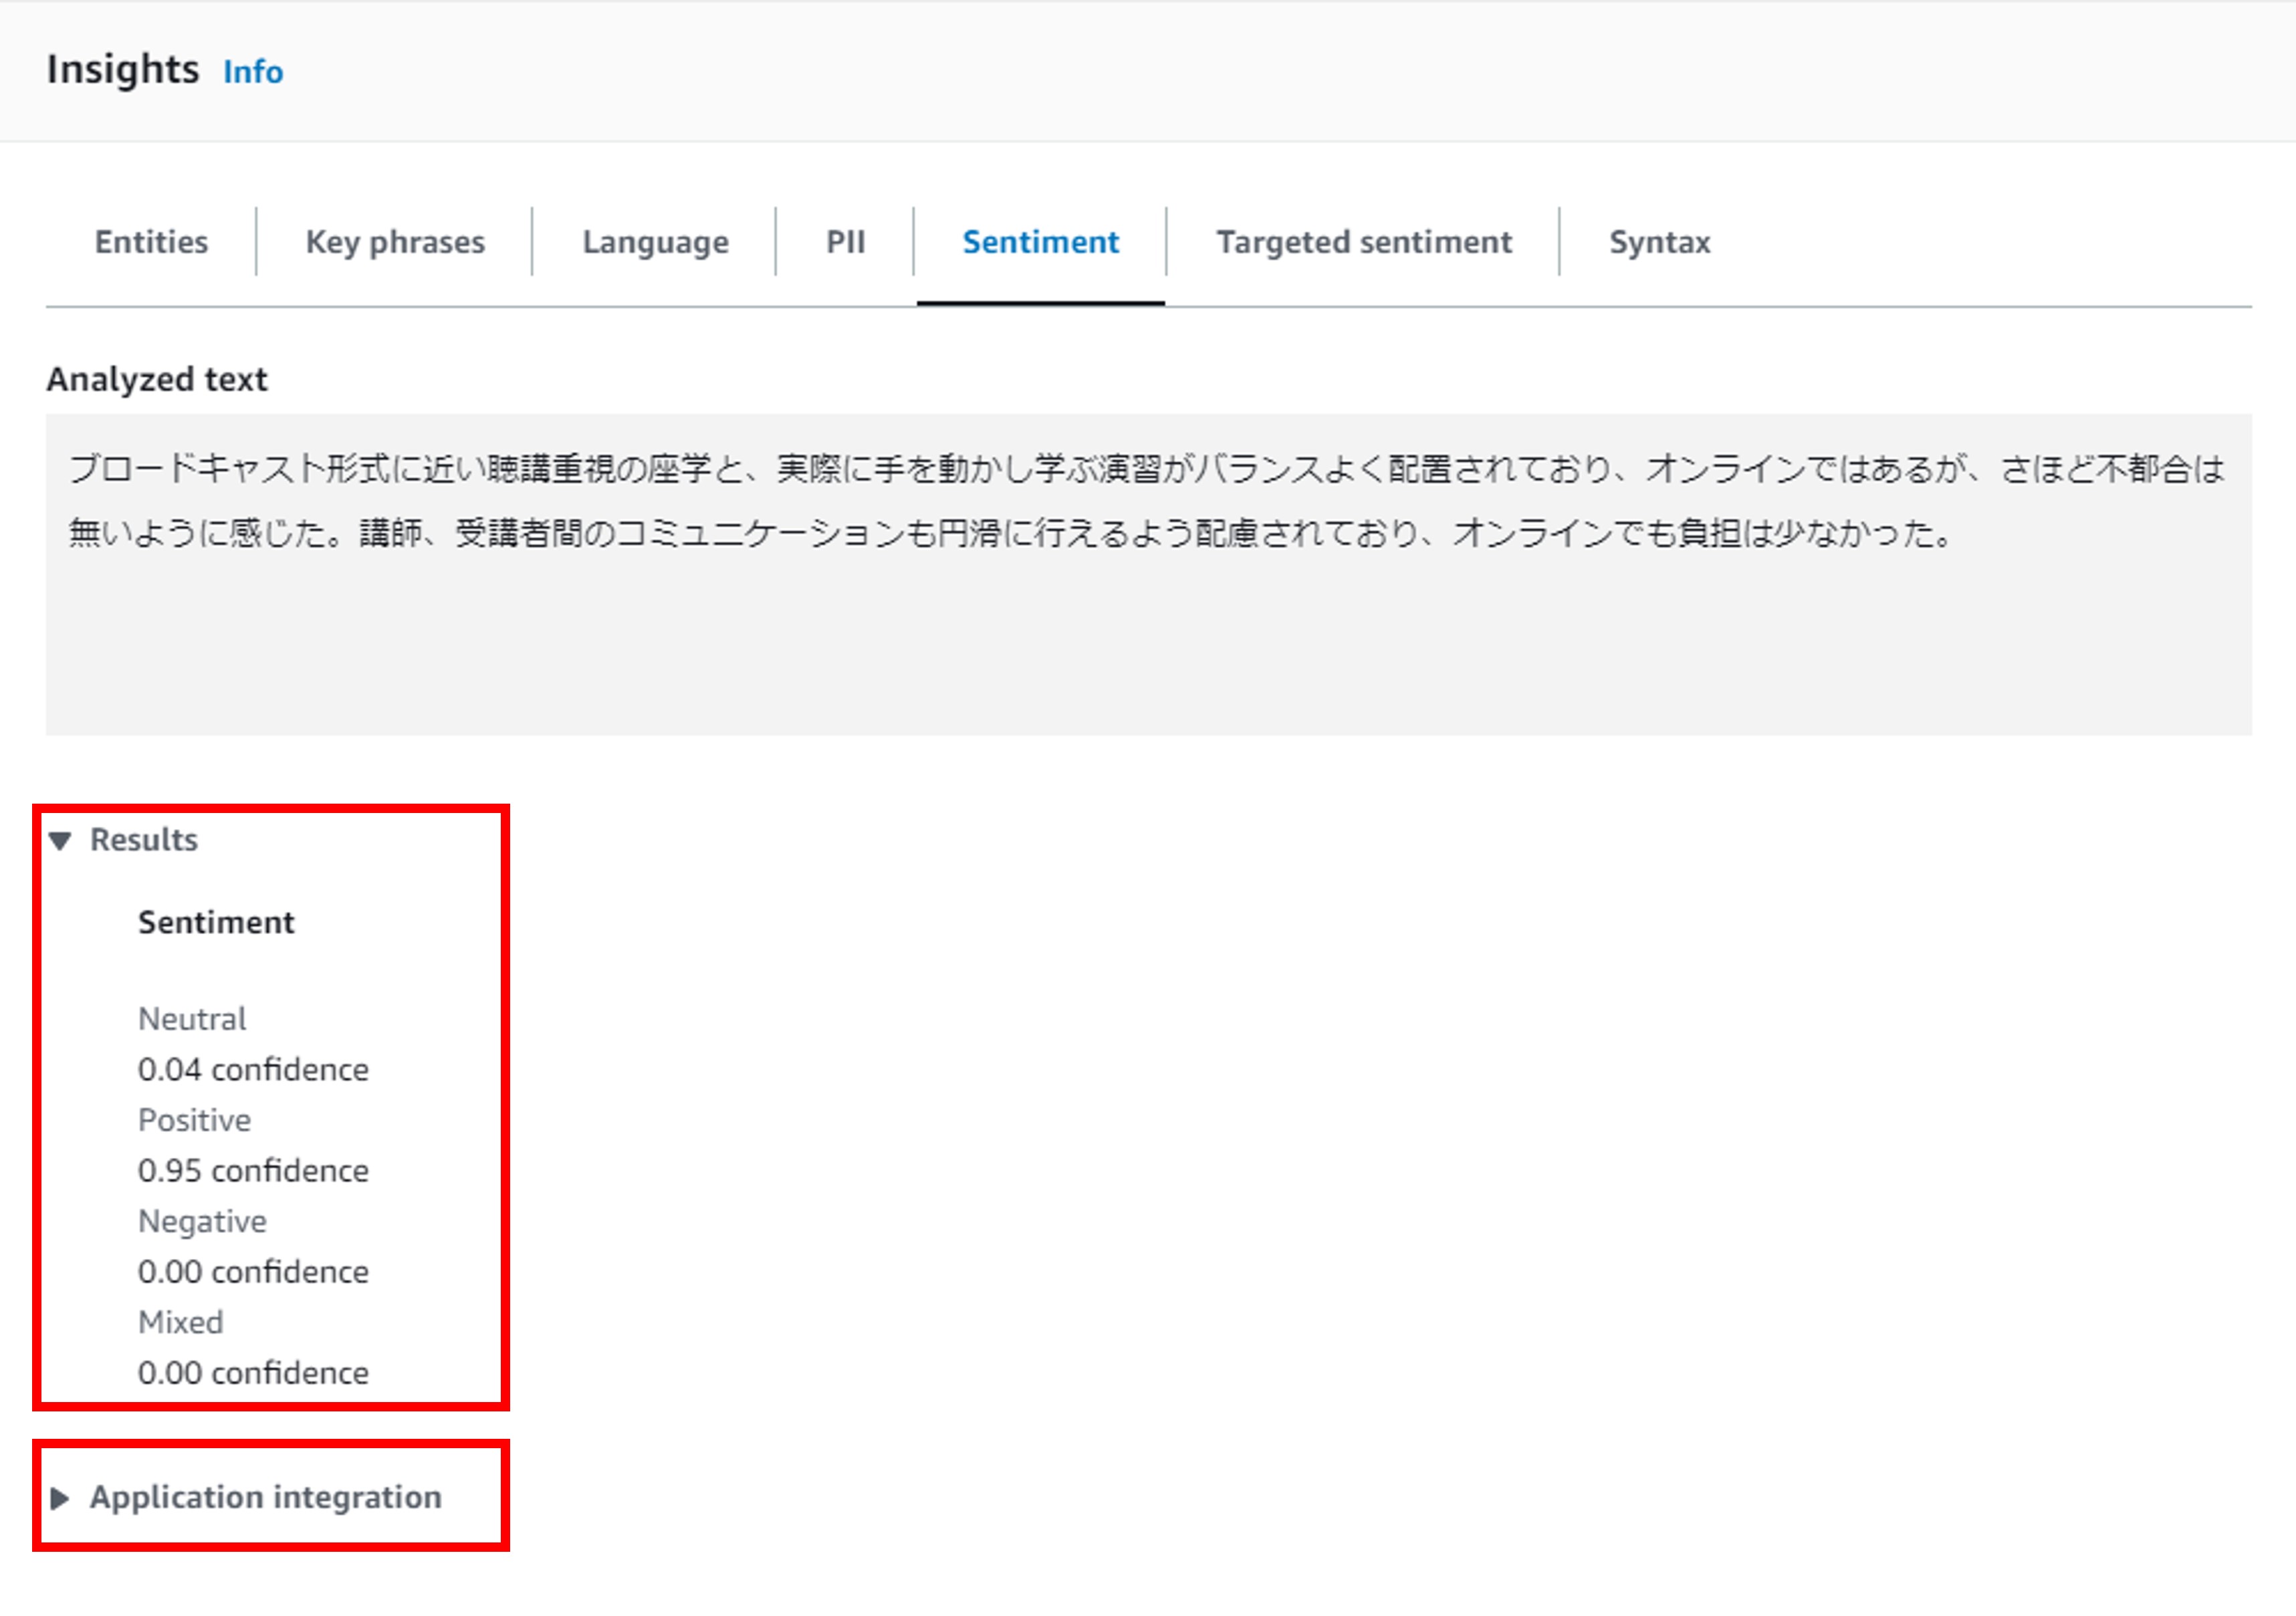 Insights Info
Entities Key phrases Language PII Sentiment Targeted sentiment Syntax
Analyzed text
ブロードキャスト形式に近い聴講重視の座学と、実際に手を動かし学ぶ演習がバランスよく配置されており、オンラインではあるが、さほど不都合は
無いように感じた。講師、受講者間のコミュニケーションも円滑に行えるよう配慮されており、オンラインでも負担は少なかった。
Results
Sentiment
Neutral
0.04 confidence
Positive
0.95 confidence
Negative
0.00 confidence
Mixed
0.00 confidence
Application integration